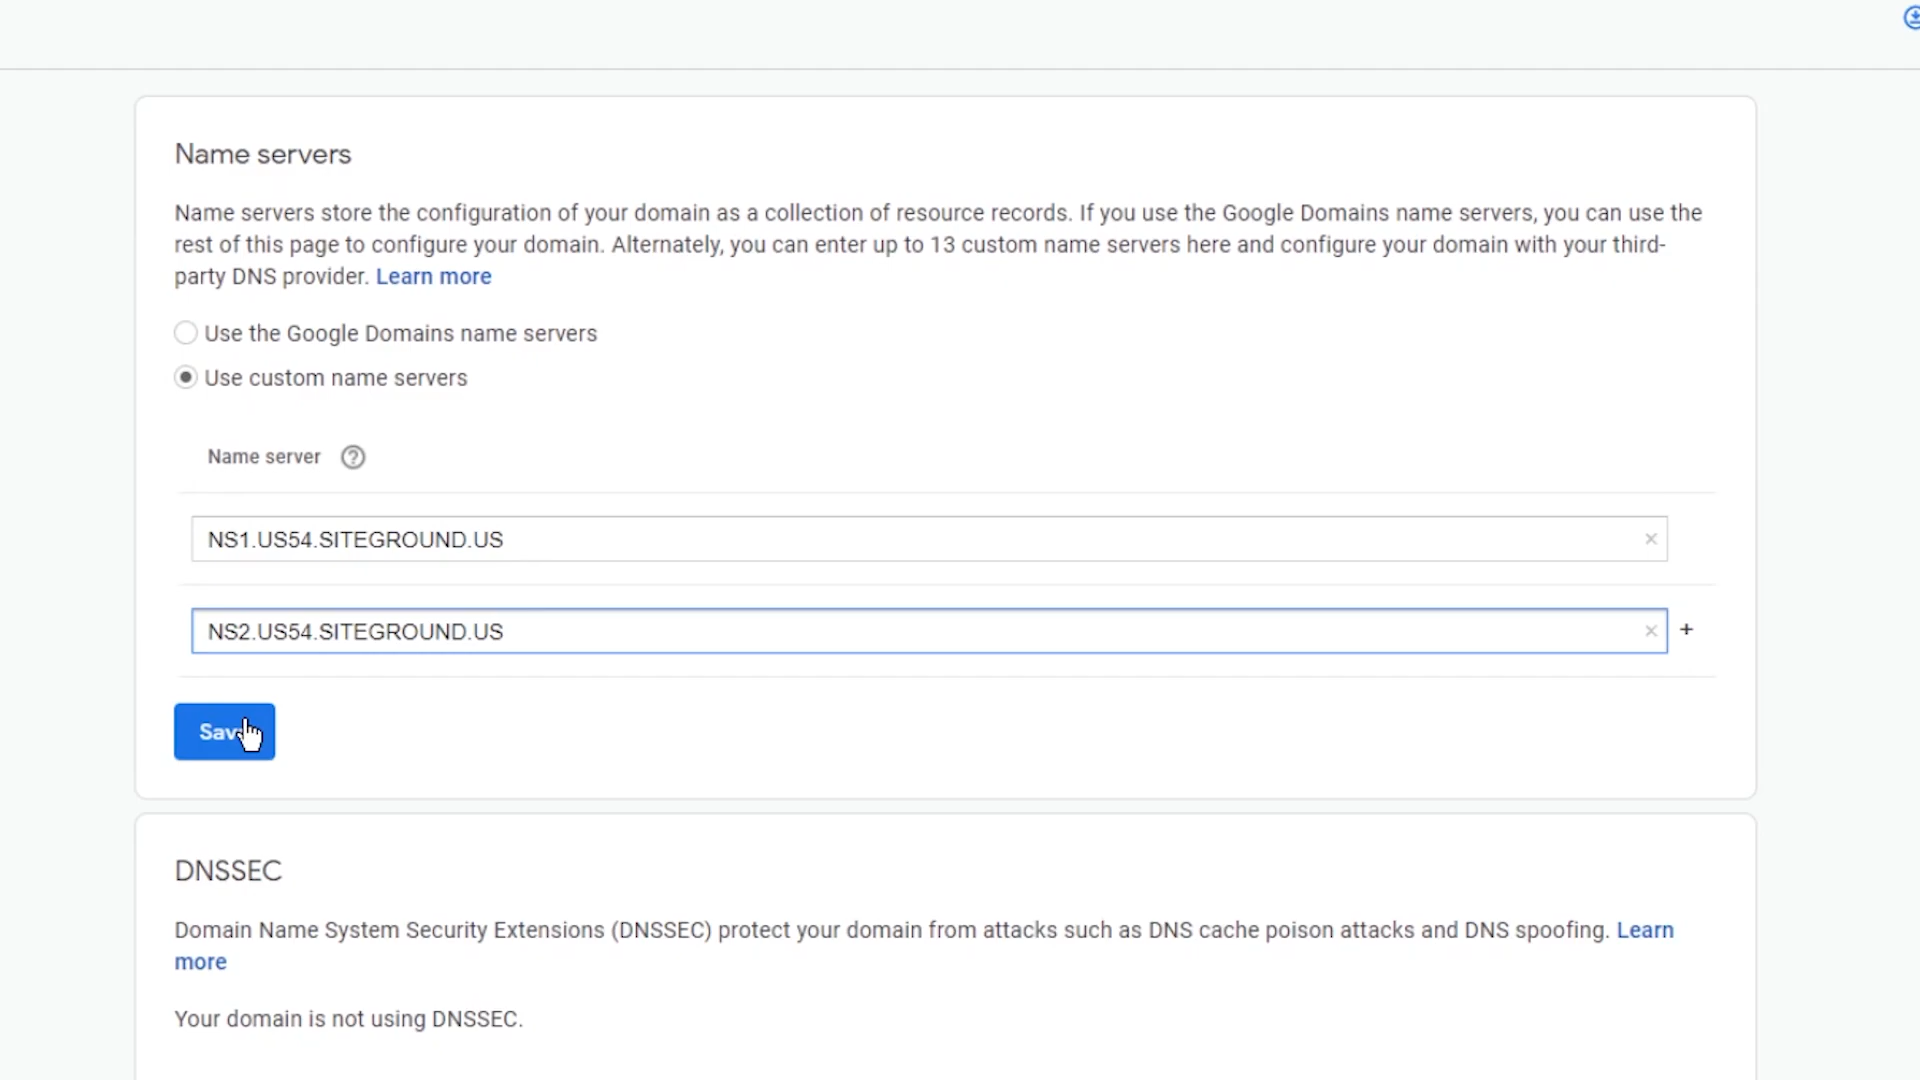 Name servers
Name servers store the configuration of your domain as a collection of resource records. If you use the Google Domains name servers, you can use the
rest of this page to configure your domain. Alternately, you can enter up to 13 custom name servers here and configure your domain with your third-
party DNS provider. Learn more
Use the Google Domains name servers
Use custom name servers
Name server ?
NS1.US54.SITEGROUND.US ×
NS2.US54.SITEGROUND.US × +
Sav
DNSSEC
Domain Name System Security Extensions (DNSSEC) protect your domain from attacks such as DNS cache poison attacks and DNS spoofing. Learn
more
Your domain is not using DNSSEC.